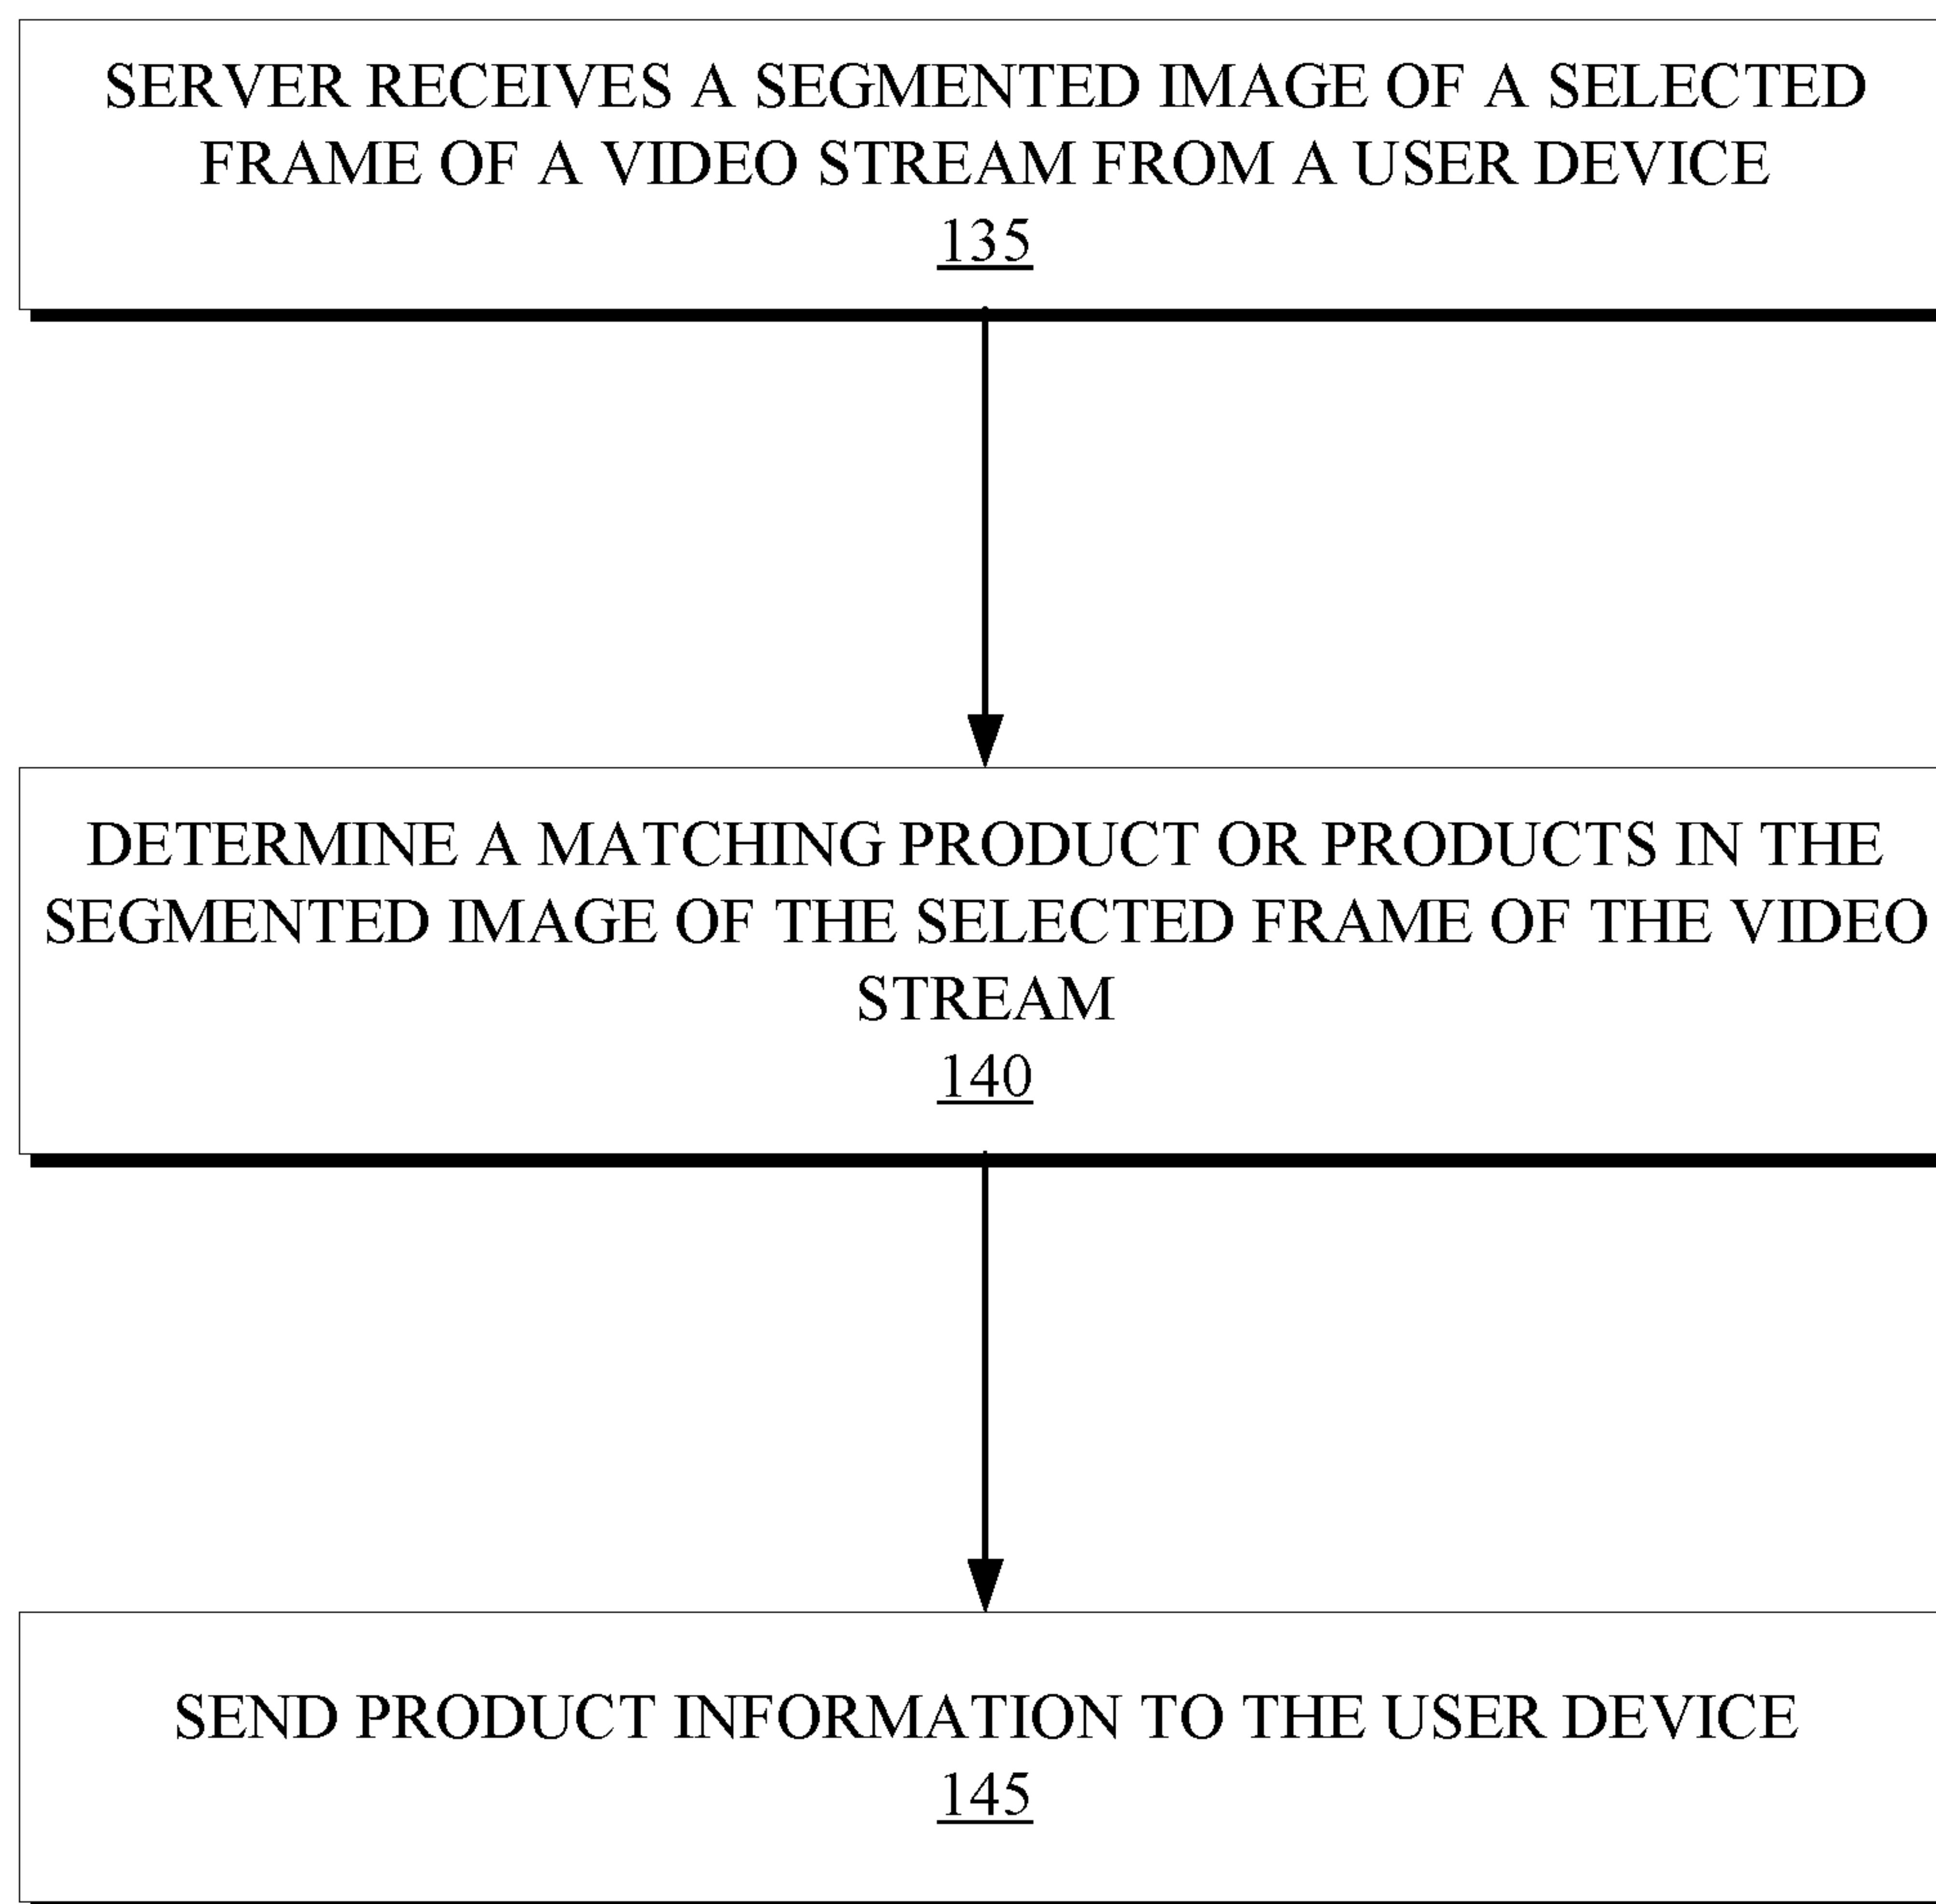 SERVER RECEIVES A SEGMENTED IMAGE OF A SELECTED
FRAME OF A VIDEO STREAM FROM A USER DEVICE
135
DETERMINE A MATCHING PRODUCT OR PRODUCTS IN THE
SEGMENTED IMAGE OF THE SELECTED FRAME OF THE VIDEO
STREAM
140
SEND PRODUCT INFORMATION TO THE USER DEVICE
145